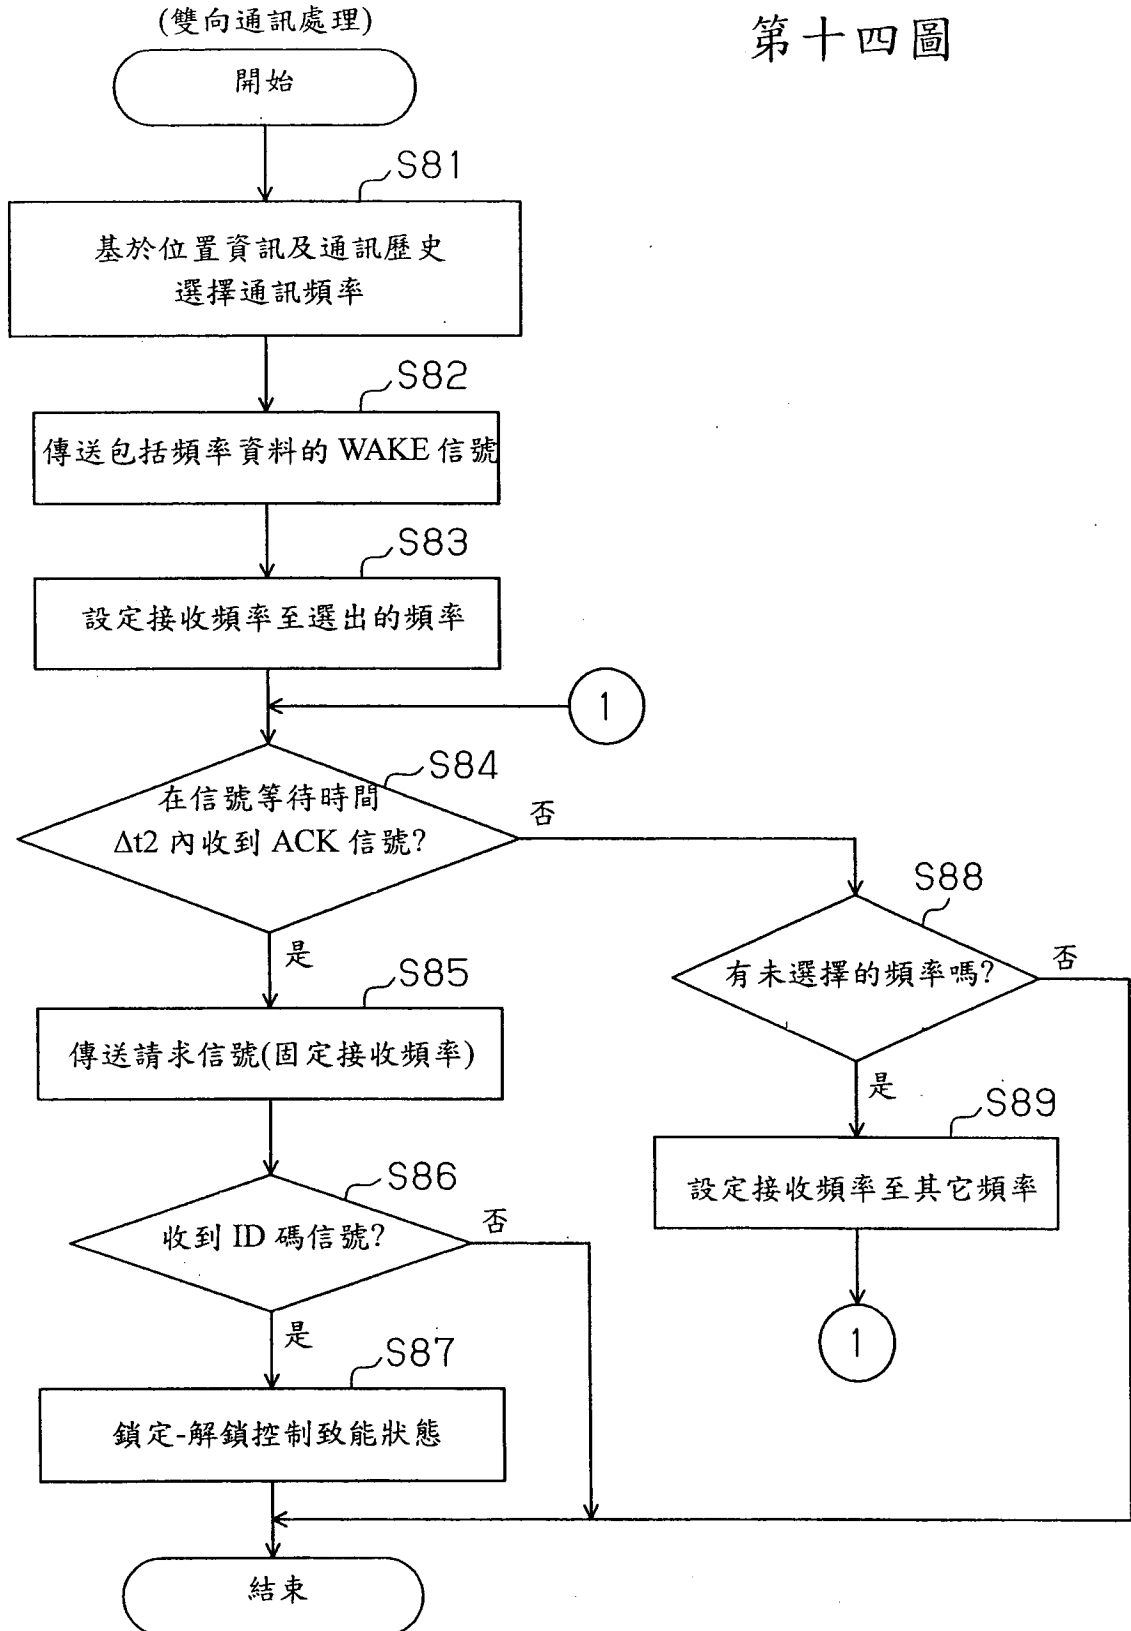 (雙向通訊處理)
第十四圖
開始
S81
基於位置資訊及通訊歷史
選擇通訊頻率
S82
傳送包括頻率資料的 WAKE 信號
S83
設定接收頻率至選出的頻率
1
S84
在信號等待時間
Δt2 內收到 ACK 信號?
否
是
S88
有未選擇的頻率嗎?
否
是
S85
傳送請求信號(固定接收頻率)
S89
設定接收頻率至其它頻率
1
S86
收到 ID 碼信號?
否
是
S87
鎖定-解鎖控制致能狀態
結束